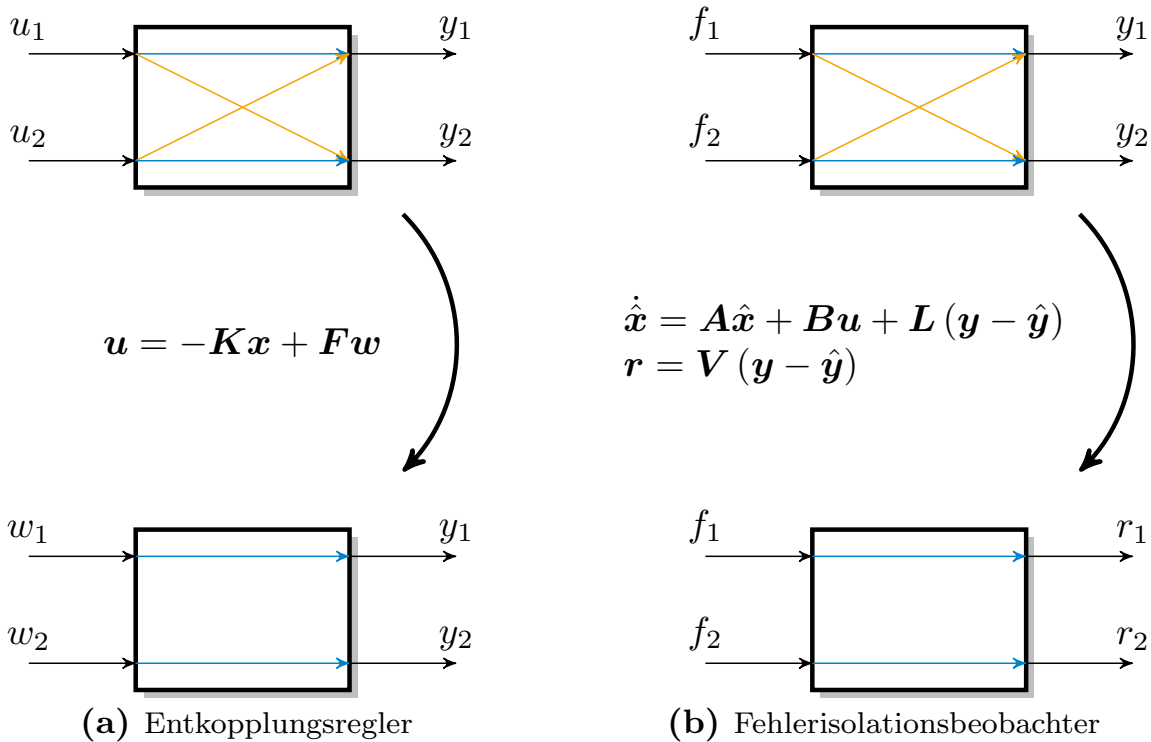 u₁ y₁
u₂ y₂
u = −Kx + Fw
w₁ y₁
w₂ y₂
(a) Entkopplungsregler
f₁ y₁
f₂ y₂
ẋ̂ = Ax̂ + Bu + L (y − ŷ)
r = V (y − ŷ)
f₁ r₁
f₂ r₂
(b) Fehlerisolationsbeobachter